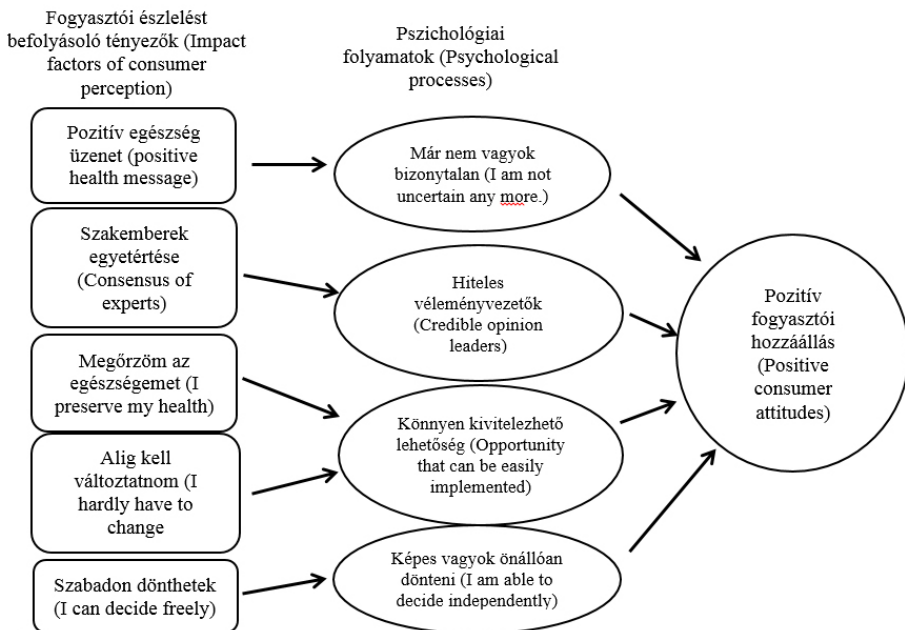 Fogyasztói észlelést
befolyásoló tényezők (Impact
factors of consumer
perception)
Pszichológiai
folyamatok (Psychological
processes)
Pozitív egészség
üzenet (positive
health message)
Már nem vagyok
bizonytalan (I am not
uncertain any more.)
Szakemberek
egyetértése
(Consensus of
experts)
Hiteles
véleményvezetők
(Credible opinion
leaders)
Pozitív
fogyasztói
hozzáállás
(Positive
consumer
attitudes)
Megőrzöm az
egészségemet (I
preserve my health)
Könnyen kivitelezhető
lehetőség (Opportunity
that can be easily
implemented)
Alig kell
változtatnom (I
hardly have to
change
Szabadon dönthetek
(I can decide freely)
Képes vagyok önállóan
dönteni (I am able to
decide independently)